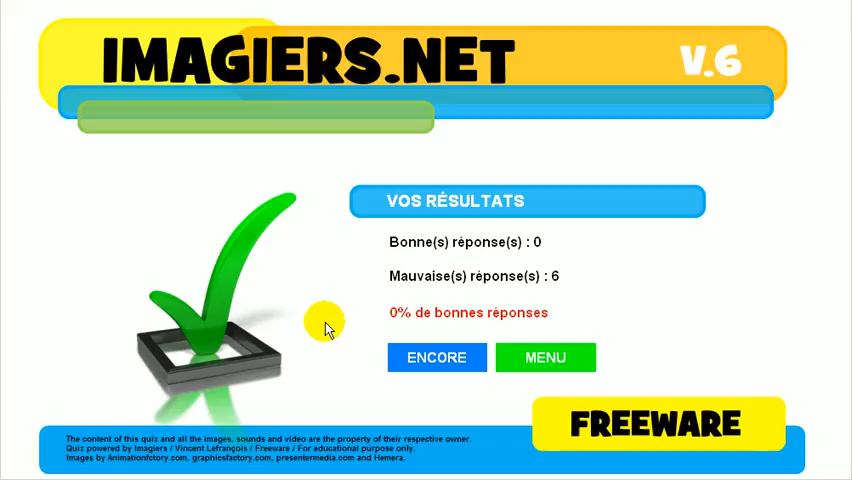 IMAGIERS.NET
V.6
VOS RÉSULTATS
Bonne(s) réponse(s) : 0
Mauvaise(s) réponse(s) : 6
0% de bonnes réponses
ENCORE
MENU
FREEWARE
The content of this quiz and all the images, sounds and video are the property of their respective owner.
Quiz powered by Imagiers / Vincent Lefrançois / Freeware / For educational purpose only.
Images by Animationfctory.com, graphicsfactory.com, presentermedia.com and Hemera.